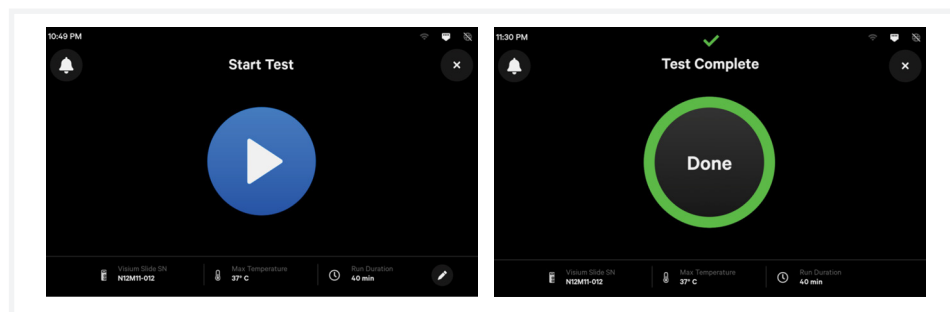 10:49 PM
Start Test
Visium Slide SN
N12M11-012
Max Temperature
37° C
Run Duration
40 min
11:30 PM
Test Complete
Done
Visium Slide SN
N12M11-012
Max Temperature
37° C
Run Duration
40 min